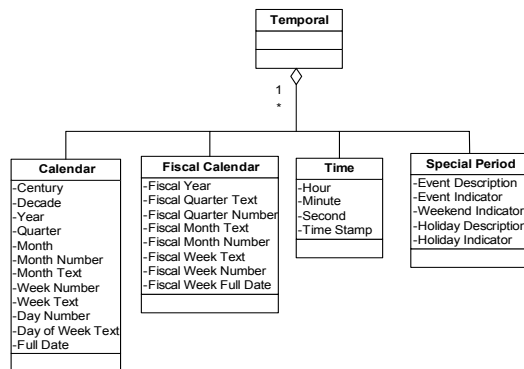 Temporal
1
*
Calendar
-Century
-Decade
-Year
-Quarter
-Month
-Month Number
-Month Text
-Week Number
-Week Text
-Day Number
-Day of Week Text
-Full Date
Fiscal Calendar
-Fiscal Year
-Fiscal Quarter Text
-Fiscal Quarter Number
-Fiscal Month Text
-Fiscal Month Number
-Fiscal Week Text
-Fiscal Week Number
-Fiscal Week Full Date
Time
-Hour
-Minute
-Second
-Time Stamp
Special Period
-Event Description
-Event Indicator
-Weekend Indicator
-Holiday Description
-Holiday Indicator